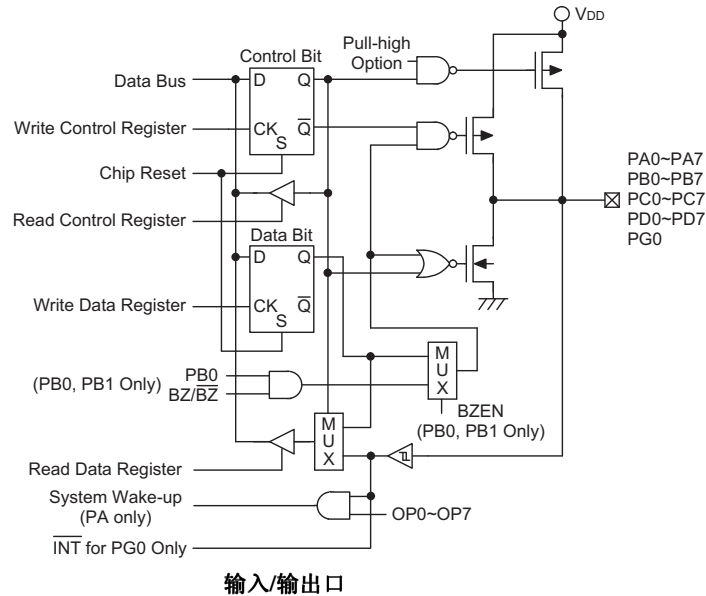 VDD
Pull-high
Option
Control Bit
Data Bus
D
Q
Write Control Register
CK
Q̅
S
Chip Reset
PA0~PA7
PB0~PB7
PC0~PC7
PD0~PD7
PG0
Read Control Register
Data Bit
D
Q
Write Data Register
CK
Q̅
S
M
U
X
PB0
(PB0, PB1 Only)
BZ/B̅Z̅
BZEN
(PB0, PB1 Only)
M
U
X
Read Data Register
System Wake-up
(PA only)
OP0~OP7
I̅N̅T̅ for PG0 Only
输入/输出口